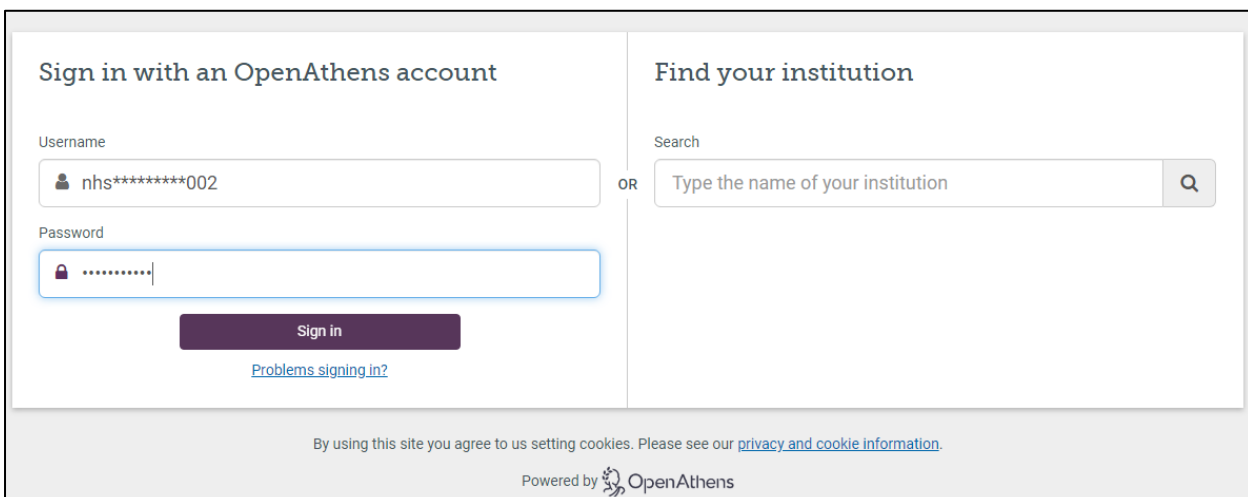 Sign in with an OpenAthens account
Username
nhs*********002
Password
•••••••••••
Sign in
Problems signing in?
OR
Find your institution
Search
Type the name of your institution
By using this site you agree to us setting cookies. Please see our privacy and cookie information.
Powered by OpenAthens